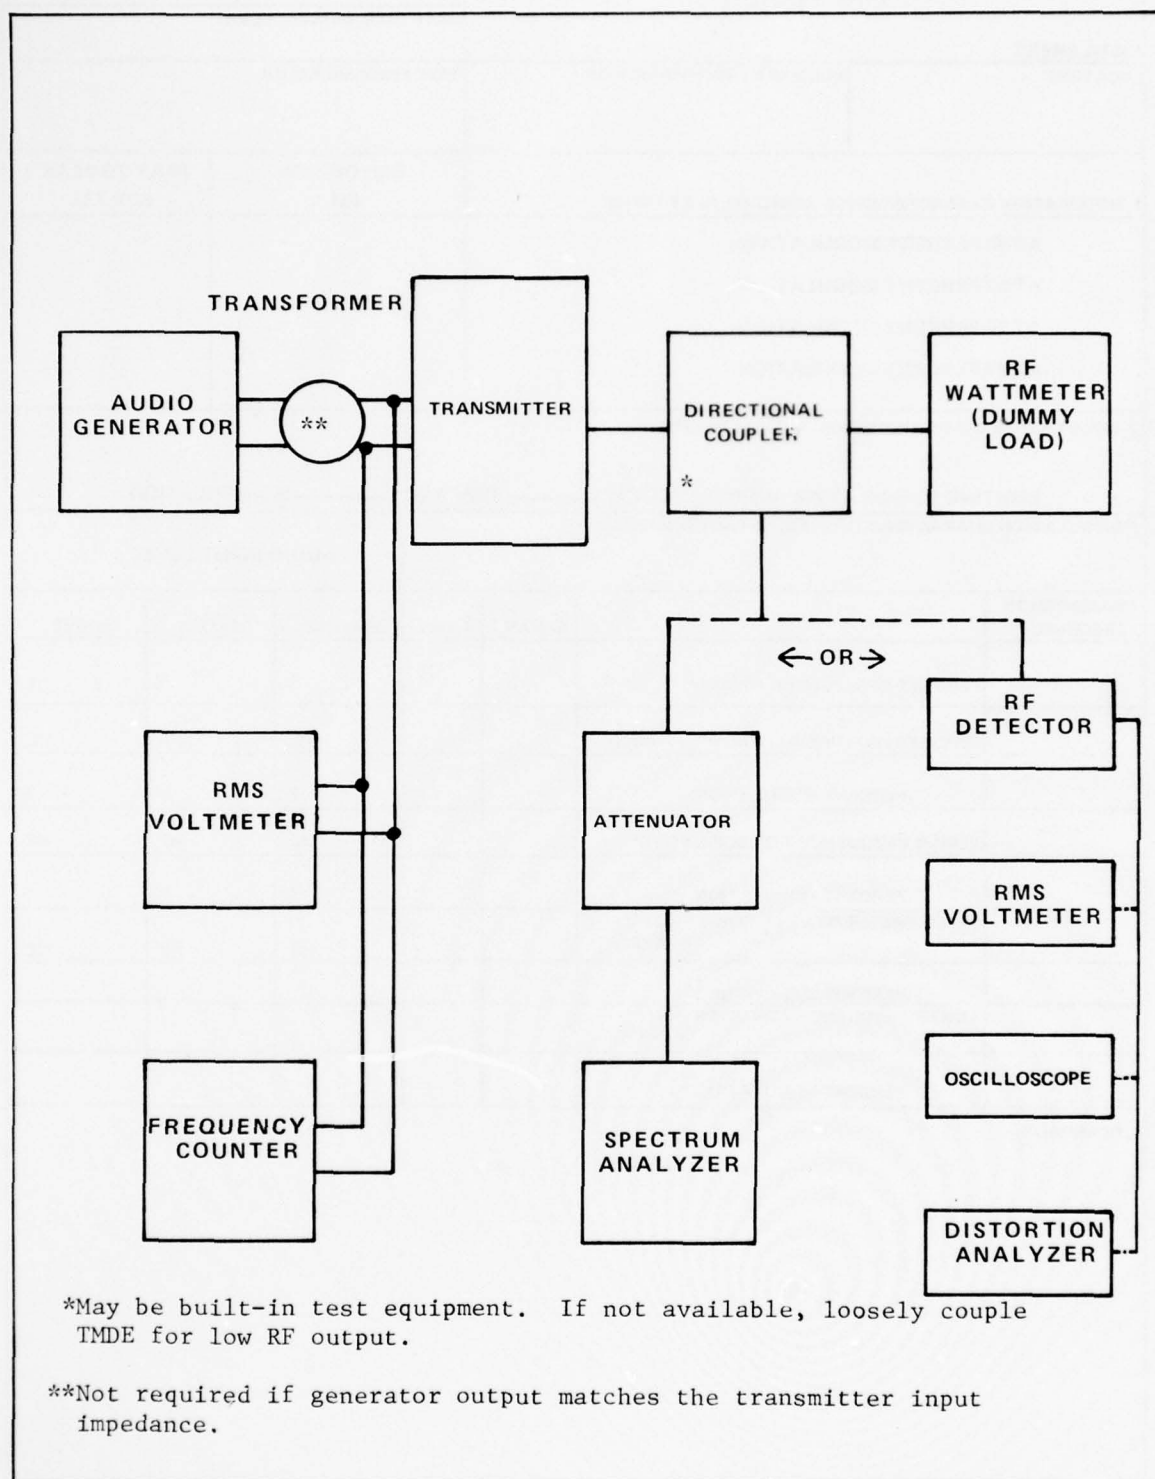 TRANSFORMER
AUDIO
GENERATOR
**
TRANSMITTER
DIRECTIONAL
COUPLER
*
RF
WATTMETER
(DUMMY
LOAD)
← OR →
RF
DETECTOR
RMS
VOLTMETER
ATTENUATOR
RMS
VOLTMETER
OSCILLOSCOPE
FREQUENCY
COUNTER
SPECTRUM
ANALYZER
DISTORTION
ANALYZER
*May be built-in test equipment. If not available, loosely couple
TMDE for low RF output.
**Not required if generator output matches the transmitter input
impedance.